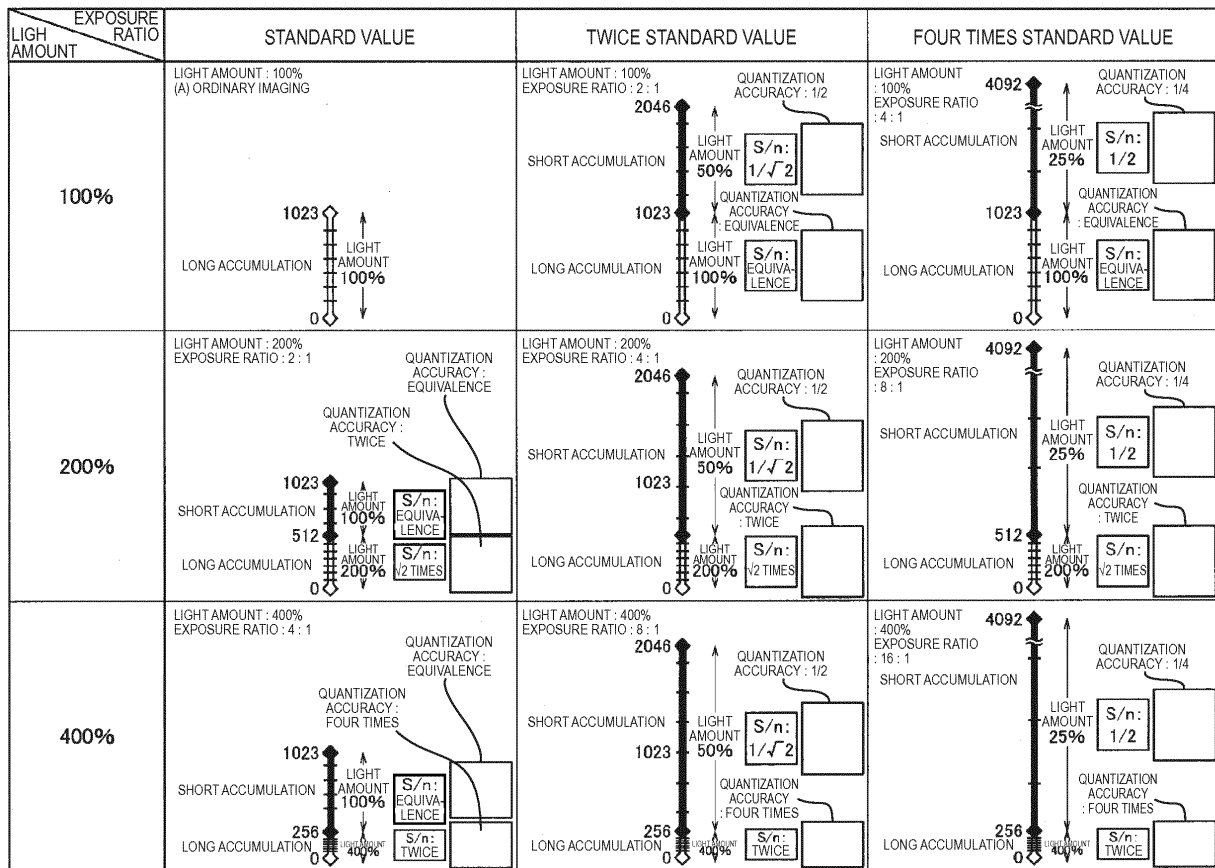 EXPOSURE
RATIO
LIGH
AMOUNT
STANDARD VALUE
TWICE STANDARD VALUE
FOUR TIMES STANDARD VALUE
100%
LIGHT AMOUNT : 100%
(A) ORDINARY IMAGING
1023
LIGHT
AMOUNT
100%
LONG ACCUMULATION
0
LIGHT AMOUNT : 100%
EXPOSURE RATIO : 2 : 1
2046
QUANTIZATION
ACCURACY : 1/2
SHORT ACCUMULATION
LIGHT
AMOUNT
50%
S/n:
1/√2
QUANTIZATION
ACCURACY
: EQUIVALENCE
1023
LONG ACCUMULATION
LIGHT
AMOUNT
100%
S/n:
EQUIVA-
LENCE
0
LIGHT AMOUNT
: 100%
EXPOSURE RATIO
: 4 : 1
4092
QUANTIZATION
ACCURACY : 1/4
SHORT ACCUMULATION
LIGHT
AMOUNT
25%
S/n:
1/2
QUANTIZATION
ACCURACY
: EQUIVALENCE
1023
LONG ACCUMULATION
LIGHT
AMOUNT
100%
S/n:
EQUIVA-
LENCE
0
200%
LIGHT AMOUNT : 200%
EXPOSURE RATIO : 2 : 1
QUANTIZATION
ACCURACY :
EQUIVALENCE
QUANTIZATION
ACCURACY :
TWICE
1023
SHORT ACCUMULATION
LIGHT
AMOUNT
100%
S/n:
EQUIVA-
LENCE
512
LONG ACCUMULATION
LIGHT
AMOUNT
200%
S/n:
√2 TIMES
0
LIGHT AMOUNT : 200%
EXPOSURE RATIO : 4 : 1
2046
QUANTIZATION
ACCURACY : 1/2
SHORT ACCUMULATION
LIGHT
AMOUNT
50%
S/n:
1/√2
1023
QUANTIZATION
ACCURACY
: TWICE
512
LONG ACCUMULATION
LIGHT
AMOUNT
200%
S/n:
√2 TIMES
0
LIGHT AMOUNT
: 200%
EXPOSURE RATIO
: 8 : 1
4092
QUANTIZATION
ACCURACY : 1/4
SHORT ACCUMULATION
LIGHT
AMOUNT
25%
S/n:
1/2
QUANTIZATION
ACCURACY
: TWICE
512
LONG ACCUMULATION
LIGHT
AMOUNT
200%
S/n:
√2 TIMES
0
400%
LIGHT AMOUNT : 400%
EXPOSURE RATIO : 4 : 1
QUANTIZATION
ACCURACY :
EQUIVALENCE
QUANTIZATION
ACCURACY :
FOUR TIMES
1023
SHORT ACCUMULATION
LIGHT
AMOUNT
100%
S/n:
EQUIVA-
LENCE
256
LONG ACCUMULATION
LIGHT AMOUNT
400%
S/n:
TWICE
0
LIGHT AMOUNT : 400%
EXPOSURE RATIO : 8 : 1
2046
QUANTIZATION
ACCURACY : 1/2
SHORT ACCUMULATION
LIGHT
AMOUNT
50%
S/n:
1/√2
1023
QUANTIZATION
ACCURACY
: FOUR TIMES
256
LONG ACCUMULATION
LIGHT AMOUNT
400%
S/n:
TWICE
0
LIGHT AMOUNT
: 400%
EXPOSURE RATIO
: 16 : 1
4092
QUANTIZATION
ACCURACY : 1/4
SHORT ACCUMULATION
LIGHT
AMOUNT
25%
S/n:
1/2
QUANTIZATION
ACCURACY
: FOUR TIMES
256
LONG ACCUMULATION
LIGHT AMOUNT
400%
S/n:
TWICE
0